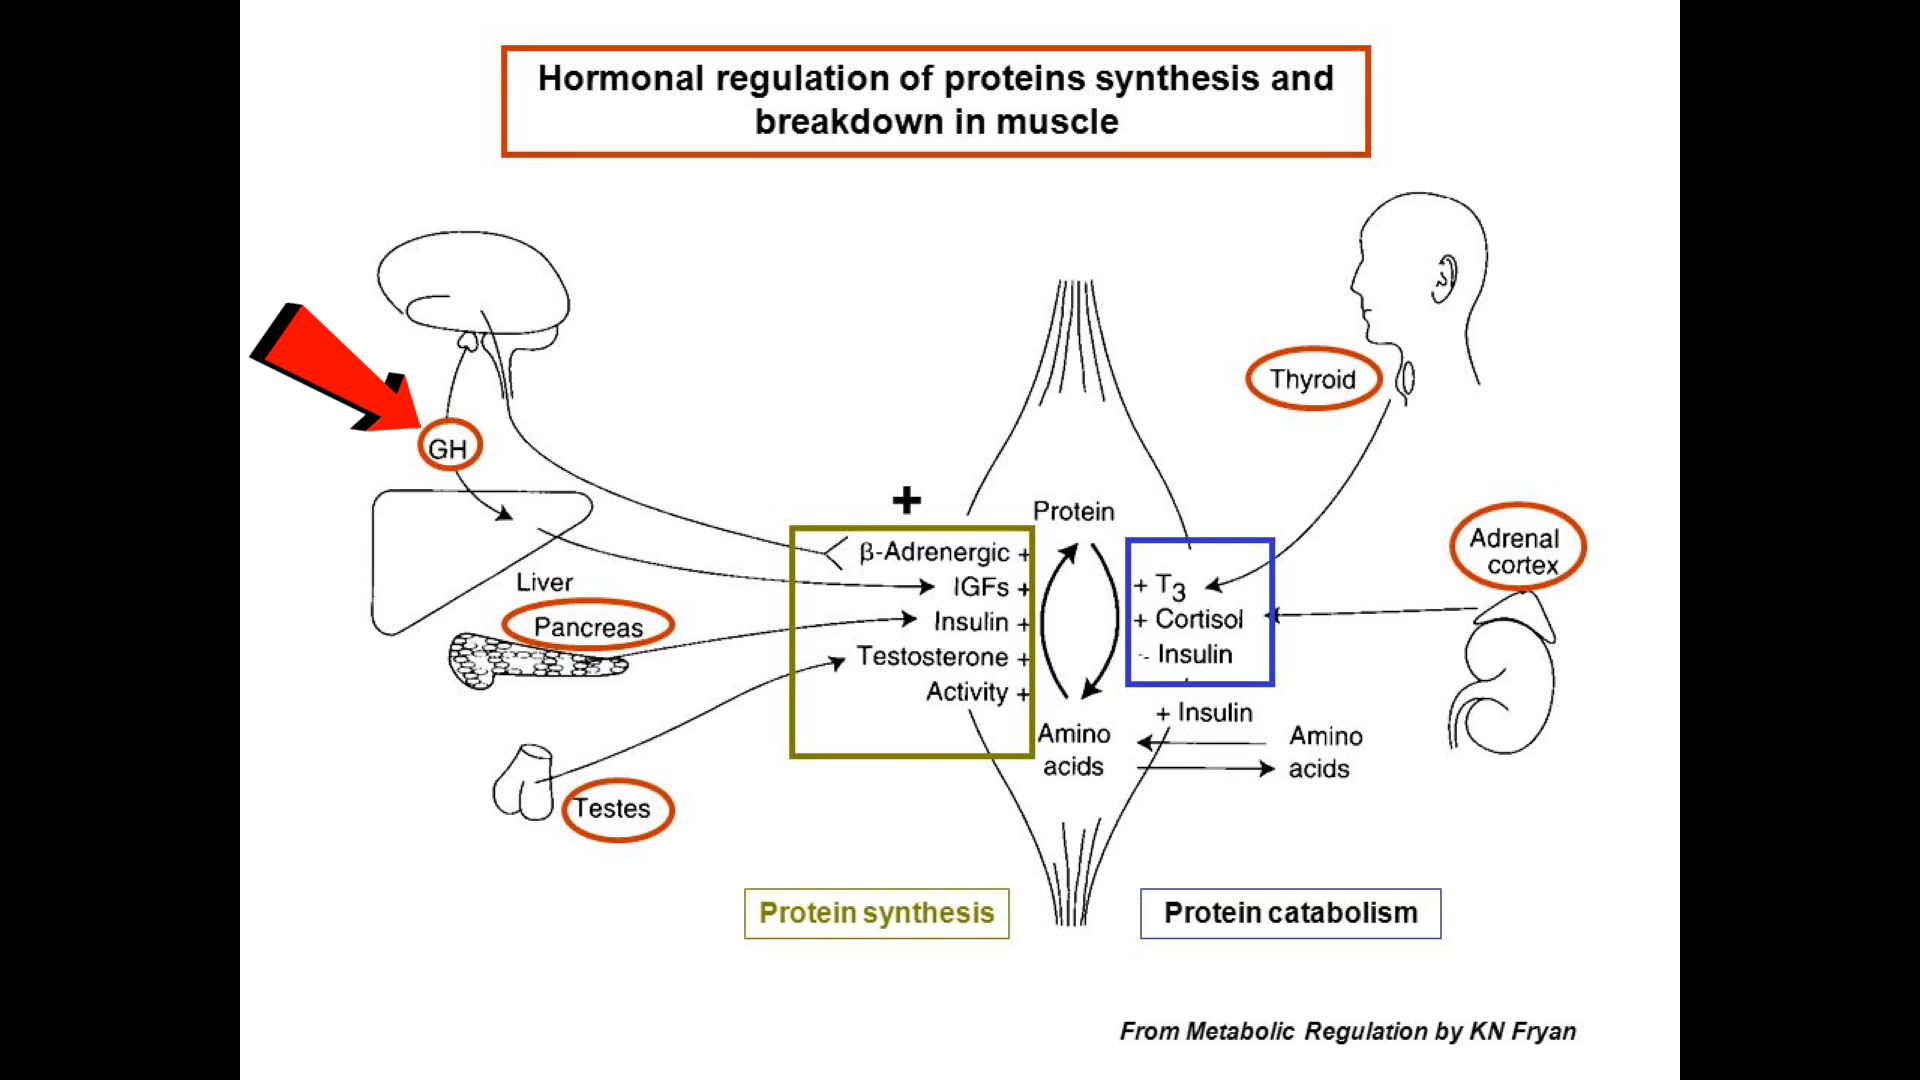 Hormonal regulation of proteins synthesis and
breakdown in muscle
GH
Liver
Pancreas
Testes
+
β-Adrenergic +
IGFs +
Insulin +
Testosterone +
Activity +
Protein
Amino
acids
Thyroid
Adrenal
cortex
+ T3
+ Cortisol
- Insulin
+ Insulin
Amino
acids
Protein synthesis
Protein catabolism
From Metabolic Regulation by KN Fryan